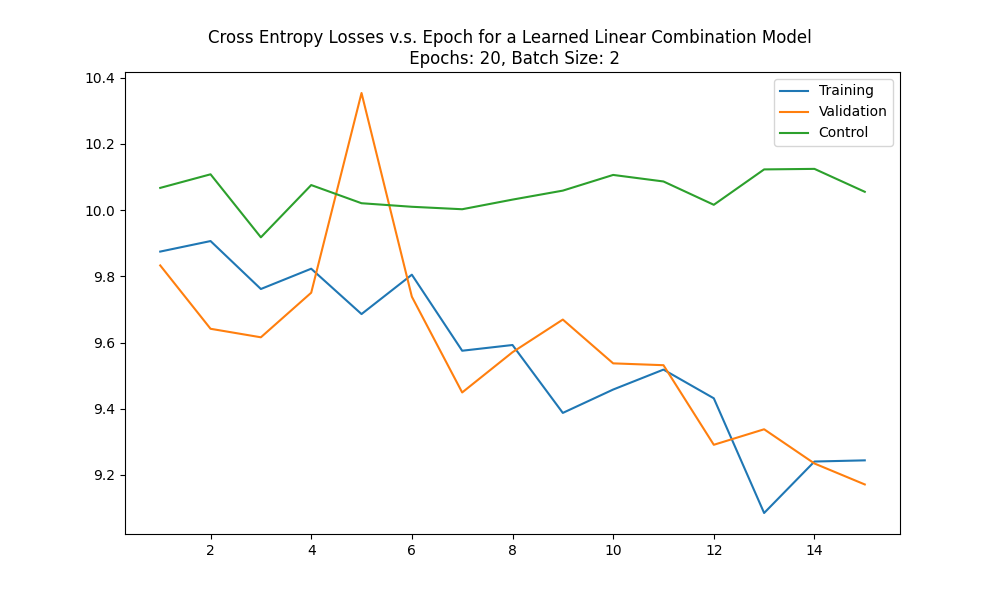 Cross Entropy Losses v.s. Epoch for a Learned Linear Combination Model
Epochs: 20, Batch Size: 2
Training
Validation
Control
10.4
10.2
10.0
9.8
9.6
9.4
9.2
2 4 6 8 10 12 14